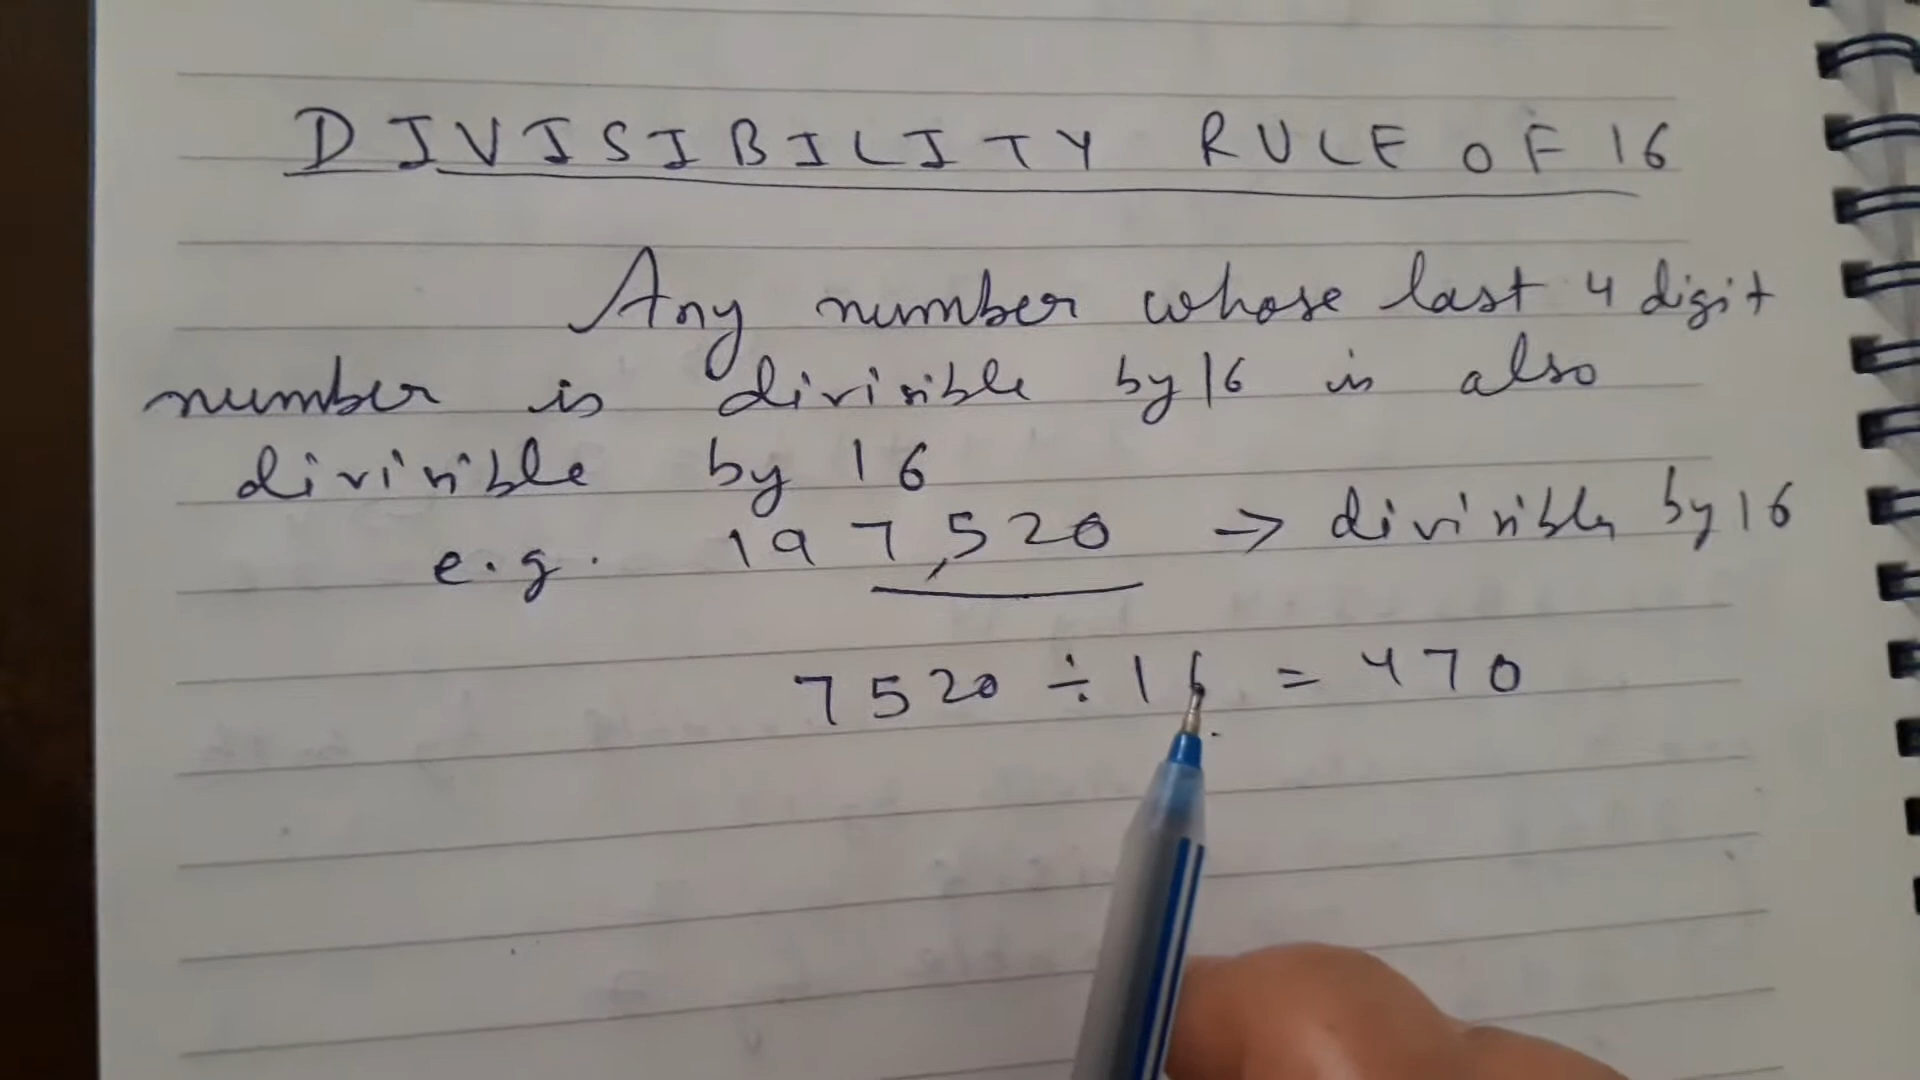 DIVISIBILITY RULE OF 16
Any number whose last 4 digit
number is divisible by 16 is also
divisible by 16
e.g. 197,520 → divisible by 16
7520 ÷ 16 = 470